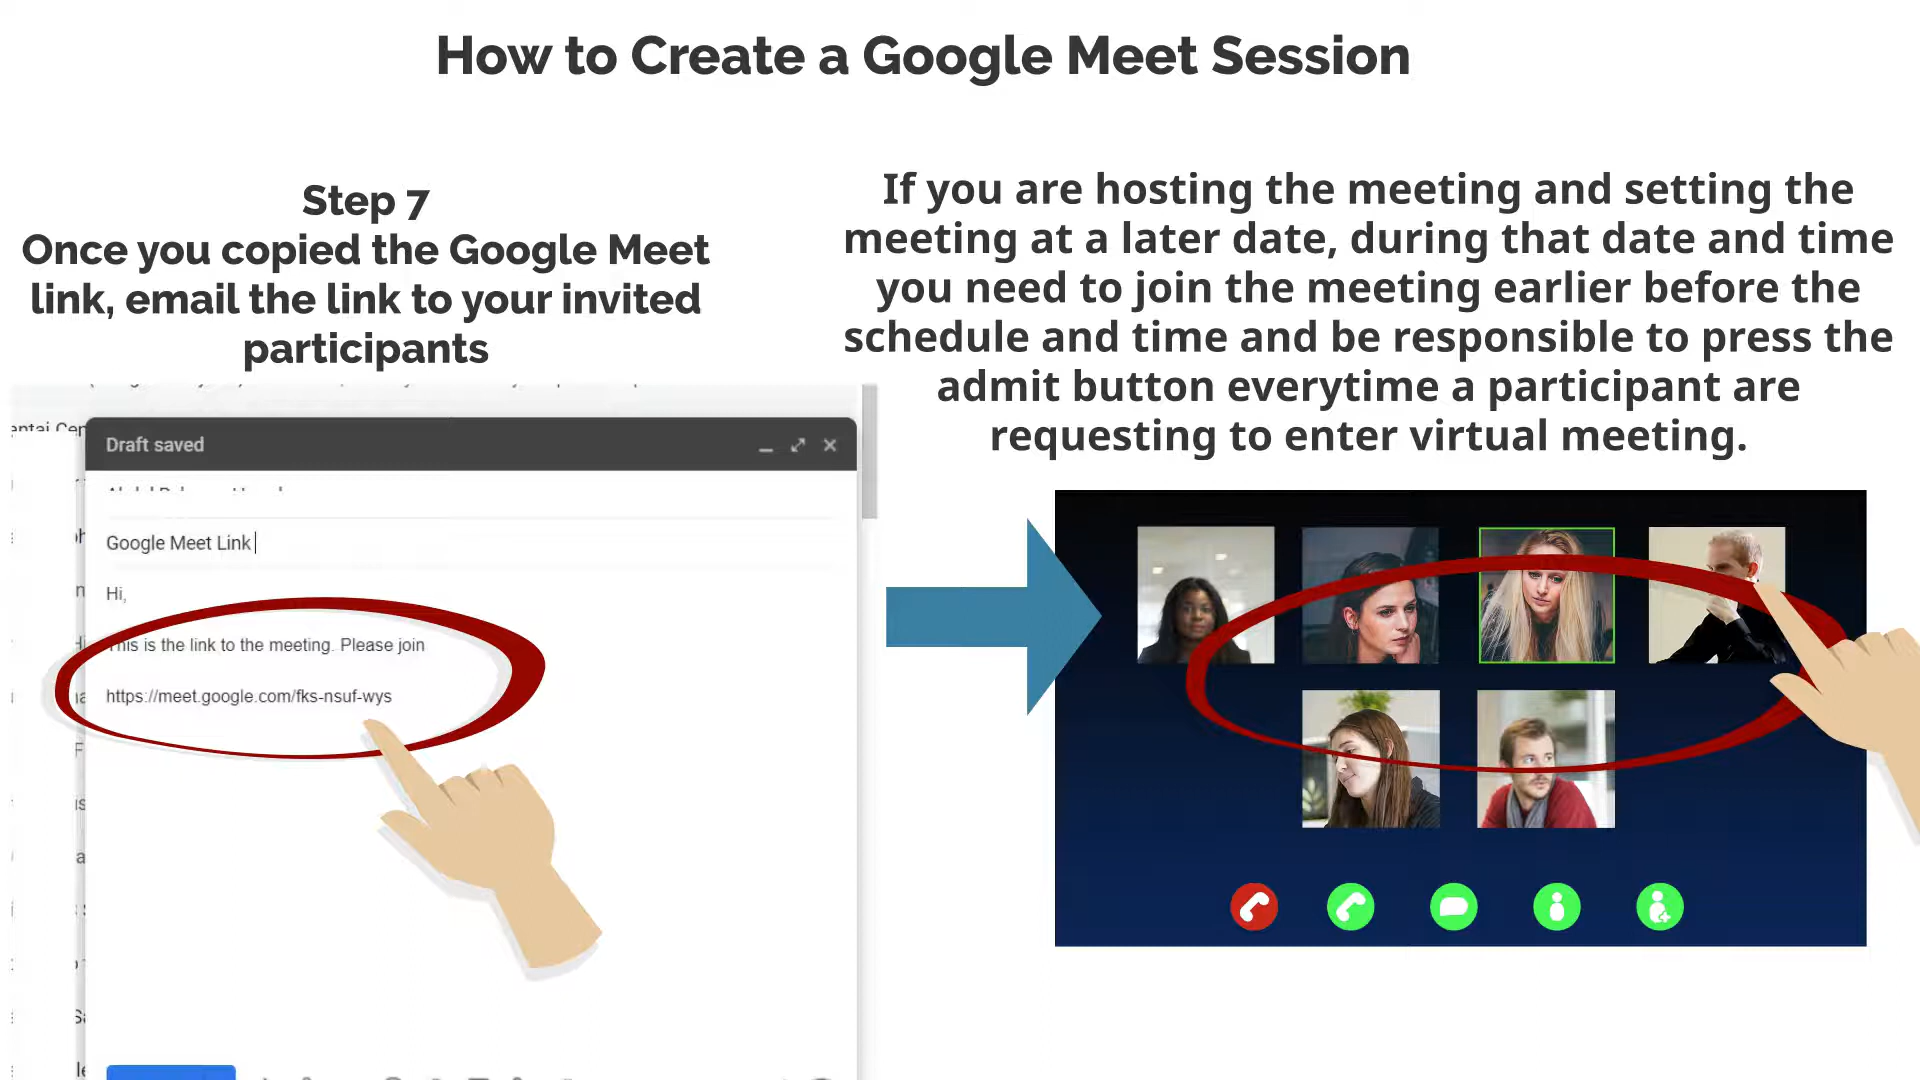 How to Create a Google Meet Session
Step 7
Once you copied the Google Meet
link, email the link to your invited
participants
If you are hosting the meeting and setting the
meeting at a later date, during that date and time
you need to join the meeting earlier before the
schedule and time and be responsible to press the
admit button everytime a participant are
requesting to enter virtual meeting.
Draft saved
Google Meet Link
Hi,
This is the link to the meeting. Please join
https://meet.google.com/fks-nsuf-wys